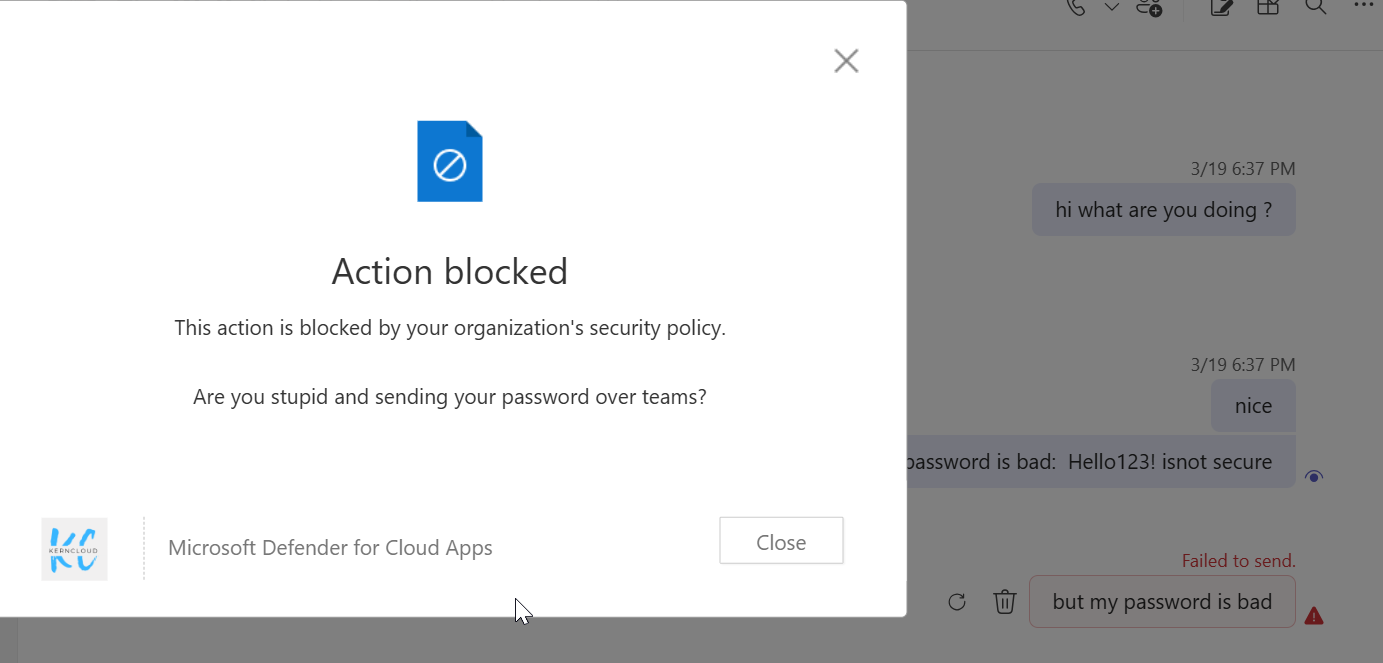 Action blocked
This action is blocked by your organization's security policy.
Are you stupid and sending your password over teams?
KC
KERNCLOUD
Microsoft Defender for Cloud Apps
Close
3/19 6:37 PM
hi what are you doing ?
3/19 6:37 PM
nice
password is bad:  Hello123! isnot secure
Failed to send.
but my password is bad